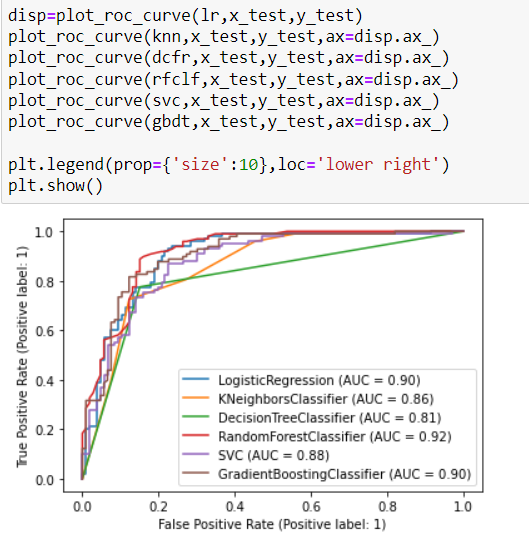 disp=plot_roc_curve(lr,x_test,y_test)
plot_roc_curve(knn,x_test,y_test,ax=disp.ax_)
plot_roc_curve(dcfr,x_test,y_test,ax=disp.ax_)
plot_roc_curve(rfclf,x_test,y_test,ax=disp.ax_)
plot_roc_curve(svc,x_test,y_test,ax=disp.ax_)
plot_roc_curve(gbdt,x_test,y_test,ax=disp.ax_)
plt.legend(prop={'size':10},loc='lower right')
plt.show()
True Positive Rate (Positive label: 1)
1.0
0.8
0.6
0.4
0.2
0.0
LogisticRegression (AUC = 0.90)
KNeighborsClassifier (AUC = 0.86)
DecisionTreeClassifier (AUC = 0.81)
RandomForestClassifier (AUC = 0.92)
SVC (AUC = 0.88)
GradientBoostingClassifier (AUC = 0.90)
0.0 0.2 0.4 0.6 0.8 1.0
False Positive Rate (Positive label: 1)